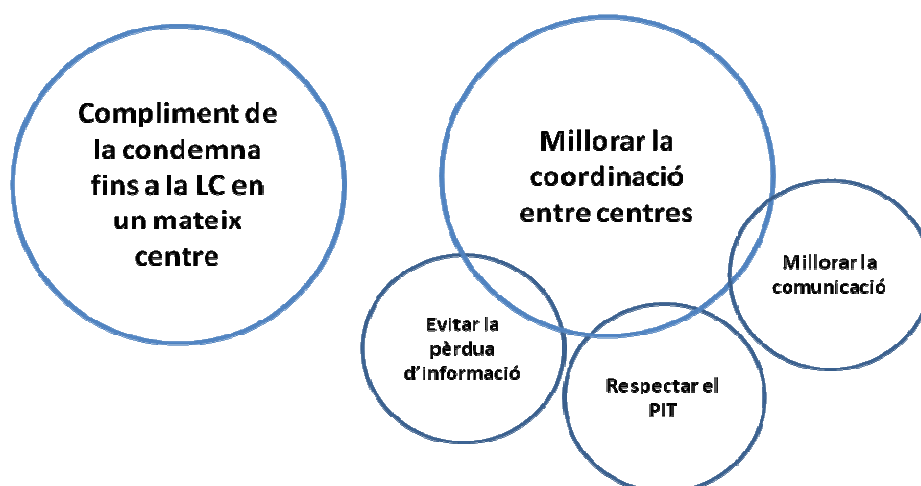 Compliment de
la condemna
fins a la LC en
un mateix
centre
Millorar la
coordinació
entre centres
Millorar la
comunicació
Evitar la
pèrdua
d'informació
Respectar el
PIT